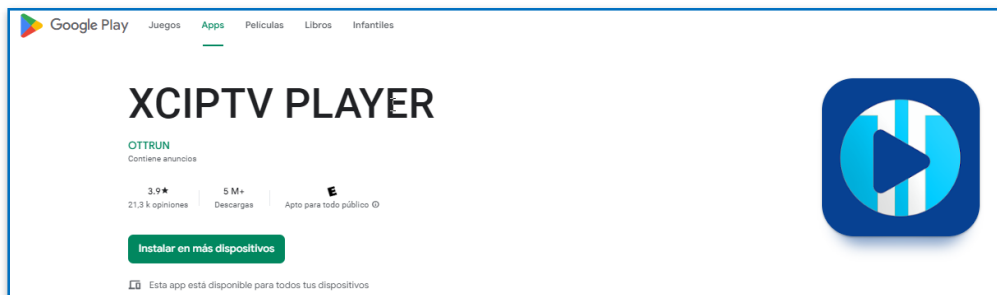 Google Play Juegos Apps Películas Libros Infantiles
XCIPTV PLAYER
OTTRUN
Contiene anuncios
3.9★ 5 M+ E
21,3 k opiniones Descargas Apto para todo público
Instalar en más dispositivos
Esta app está disponible para todos tus dispositivos